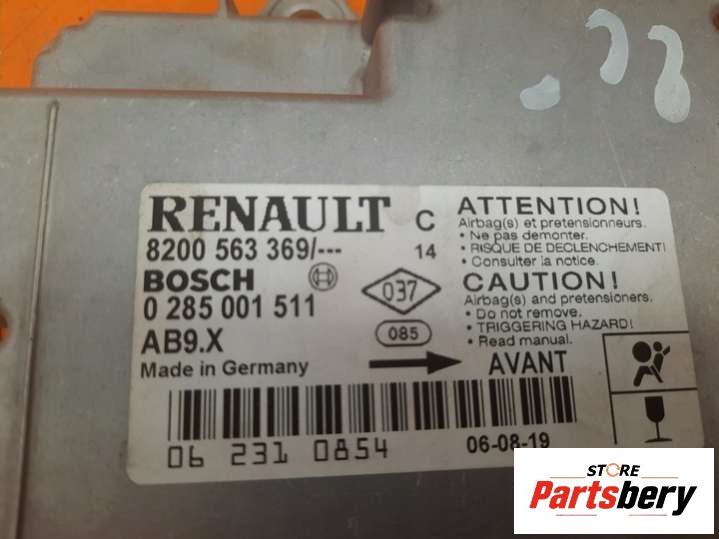 RENAULT C
8200 563 369/--- 14
BOSCH
0 285 001 511
AB9.X
Made in Germany
037
085
AVANT
ATTENTION!
Airbag(s) et pretensionneurs.
• Ne pas demonter.
• RISQUE DE DECLENCHEMENT!
• Consulter la notice.
CAUTION!
Airbag(s) and pretensioners.
• Do not remove.
• TRIGGERING HAZARD!
• Read manual.
06 231 0854
06-08-19
STORE
Partsbery